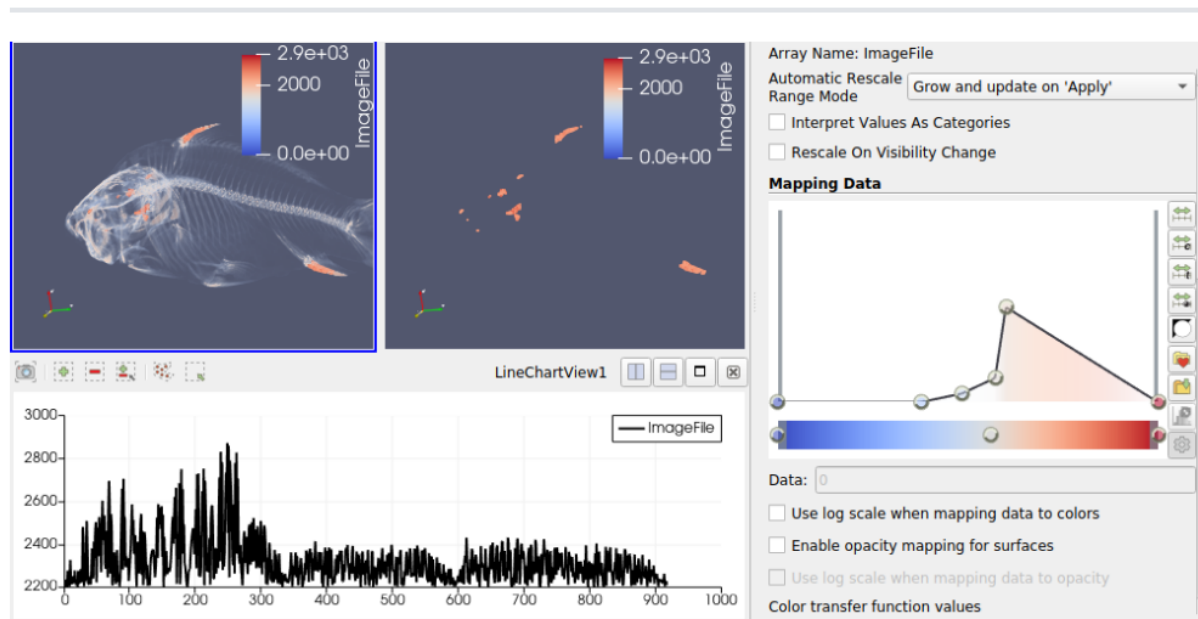 2.9e+03
2000
0.0e+00
ImageFile
2.9e+03
2000
0.0e+00
ImageFile
LineChartView1
3000
2800
2600
2400
2200
0
100
200
300
400
500
600
700
800
900
1000
ImageFile
Array Name: ImageFile
Automatic Rescale
Range Mode
Grow and update on 'Apply'
Interpret Values As Categories
Rescale On Visibility Change
Mapping Data
Data: 0
Use log scale when mapping data to colors
Enable opacity mapping for surfaces
Use log scale when mapping data to opacity
Color transfer function values